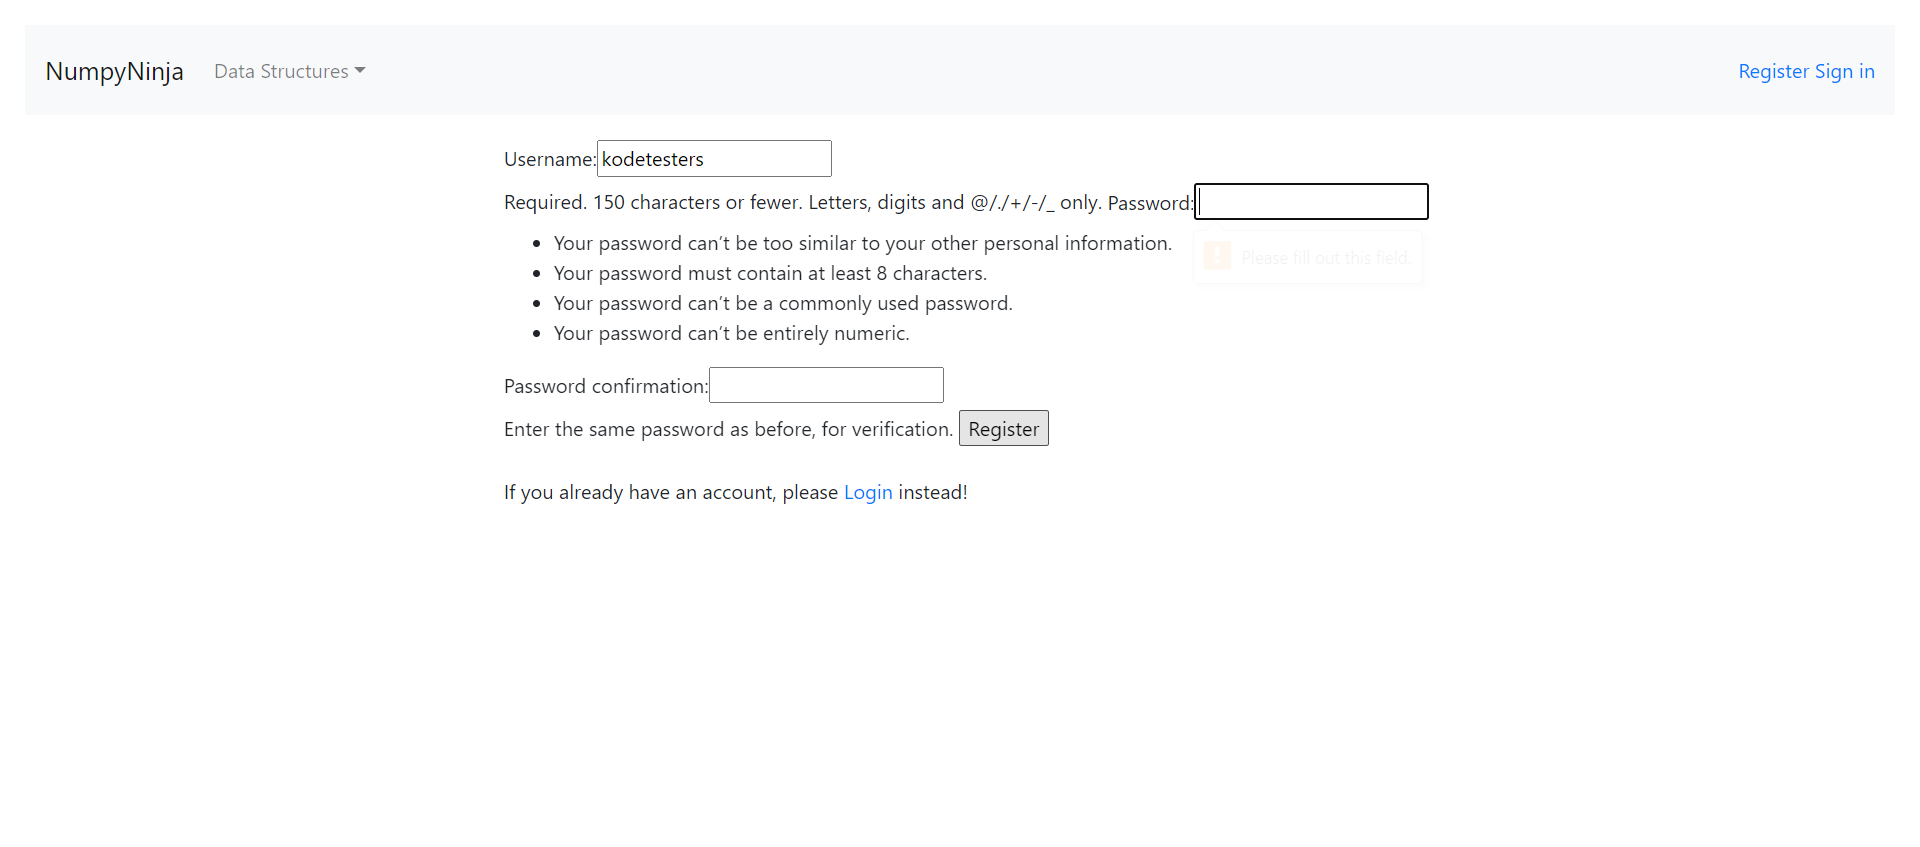 NumpyNinja Data Structures Register Sign in
Username: kodetesters
Required. 150 characters or fewer. Letters, digits and @/./+/-/_ only. Password:
Your password can’t be too similar to your other personal information.
Please fill out this field.
Your password must contain at least 8 characters.
Your password can’t be a commonly used password.
Your password can’t be entirely numeric.
Password confirmation:
Enter the same password as before, for verification. Register
If you already have an account, please Login instead!